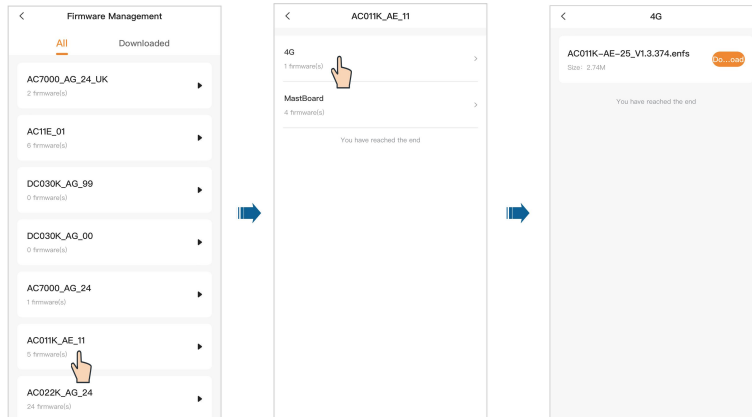 Firmware Management
All Downloaded
AC7000_AG_24_UK
2 firmware(s)
AC11E_01
6 firmware(s)
DC030K_AG_99
0 firmware(s)
DC030K_AG_00
0 firmware(s)
AC7000_AG_24
1 firmware(s)
AC011K_AE_11
5 firmware(s)
AC022K_AG_24
24 firmware(s)
AC011K_AE_11
4G
1 firmware(s)
MastBoard
4 firmware(s)
You have reached the end
4G
AC011K-AE-25_V1.3.374.enfs
Size: 2.74M
Do...oad
You have reached the end